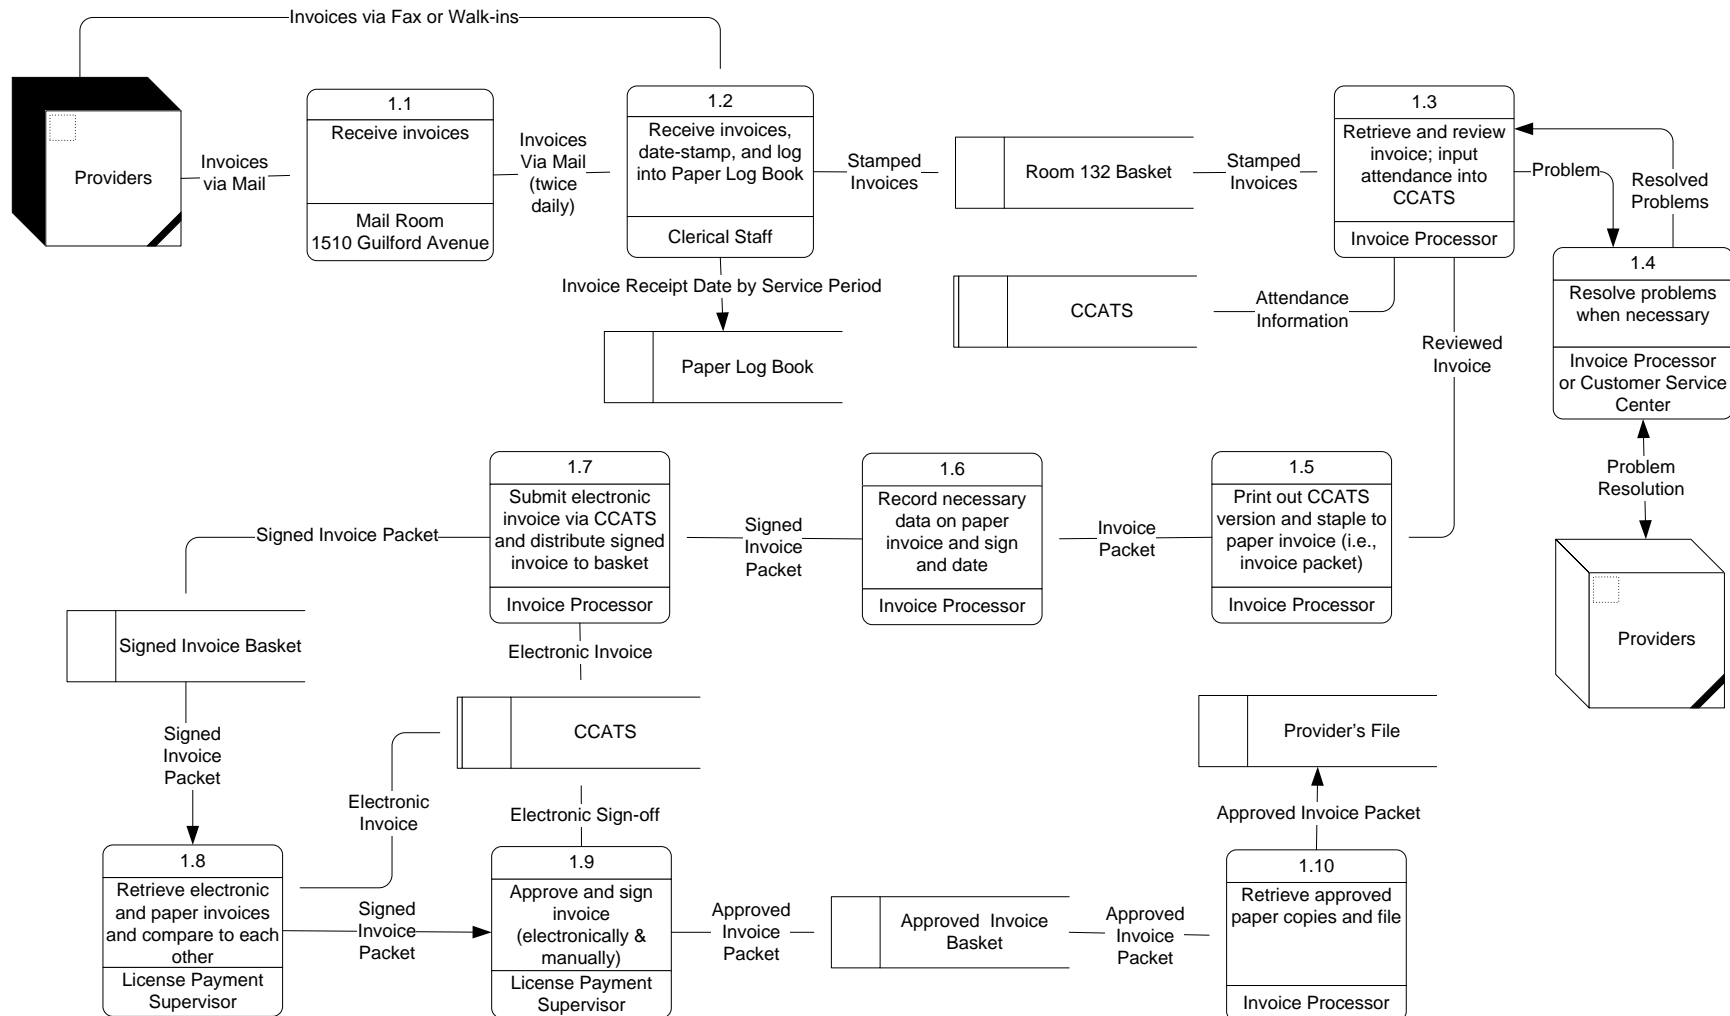 Invoices via Fax or Walk-ins
Providers
Invoices
via Mail
1.1
Receive invoices
Mail Room
1510 Guilford Avenue
Invoices
Via Mail
(twice
daily)
1.2
Receive invoices,
date-stamp, and log
into Paper Log Book
Clerical Staff
Stamped
Invoices
Room 132 Basket
Stamped
Invoices
1.3
Retrieve and review
invoice; input
attendance into
CCATS
Invoice Processor
Problem
Resolved
Problems
1.4
Resolve problems
when necessary
Invoice Processor
or Customer Service
Center
Invoice Receipt Date by Service Period
Paper Log Book
CCATS
Attendance
Information
Reviewed
Invoice
Problem
Resolution
Providers
1.5
Print out CCATS
version and staple to
paper invoice (i.e.,
invoice packet)
Invoice Processor
Invoice
Packet
1.6
Record necessary
data on paper
invoice and sign
and date
Invoice Processor
Signed
Invoice
Packet
1.7
Submit electronic
invoice via CCATS
and distribute signed
invoice to basket
Invoice Processor
Signed Invoice Packet
Signed Invoice Basket
Electronic Invoice
CCATS
Signed
Invoice
Packet
Electronic
Invoice
Electronic Sign-off
1.8
Retrieve electronic
and paper invoices
and compare to each
other
License Payment
Supervisor
Signed
Invoice
Packet
1.9
Approve and sign
invoice
(electronically &
manually)
License Payment
Supervisor
Approved
Invoice
Packet
Approved Invoice
Basket
Approved
Invoice
Packet
1.10
Retrieve approved
paper copies and file
Invoice Processor
Approved Invoice Packet
Provider's File